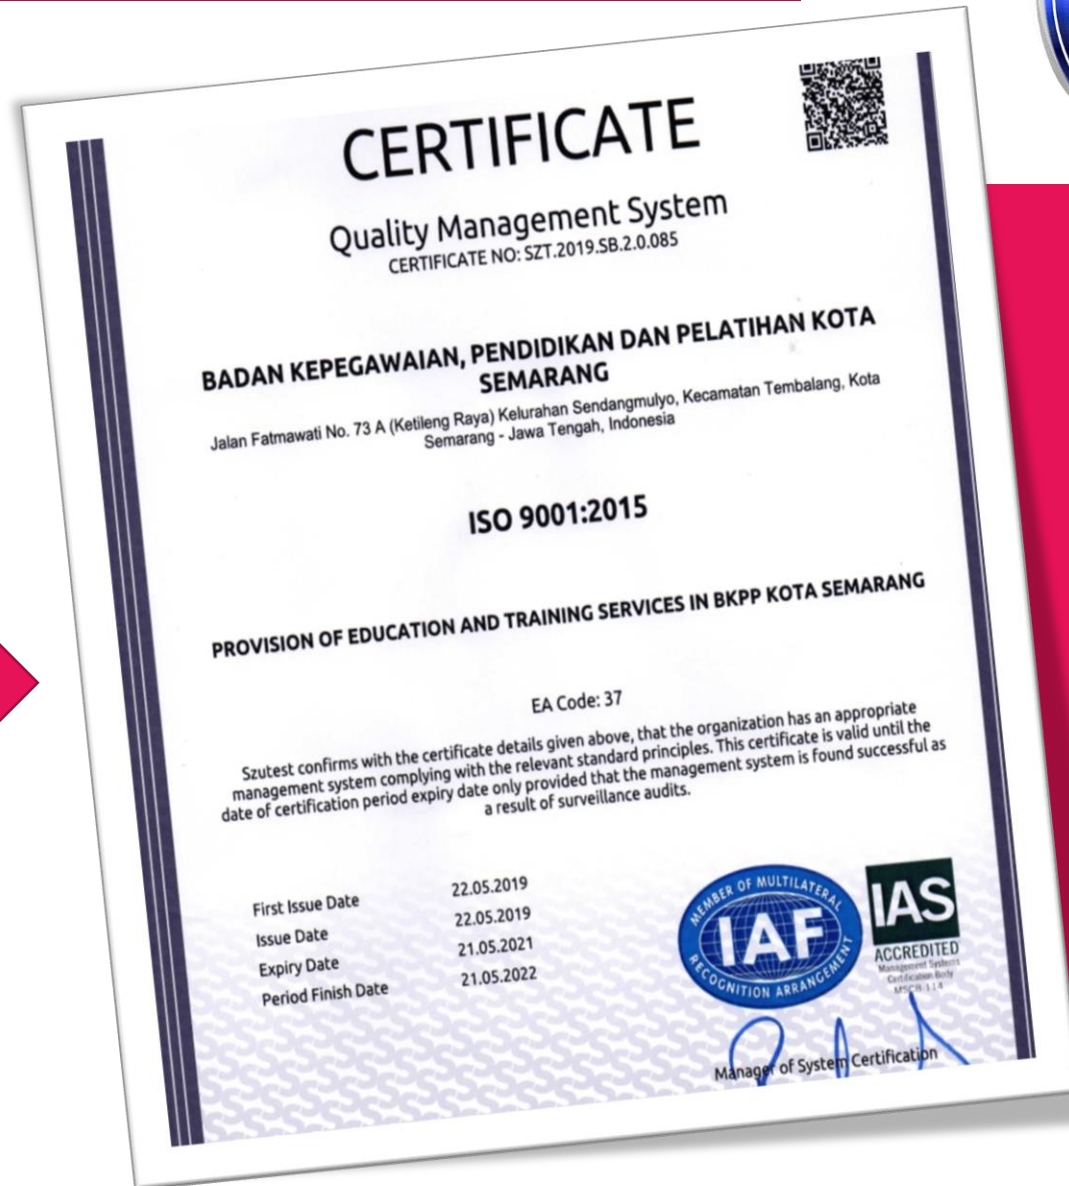 CERTIFICATE
Quality Management System
CERTIFICATE NO: SZT.2019.SB.2.0.085
BADAN KEPEGAWAIAN, PENDIDIKAN DAN PELATIHAN KOTA
SEMARANG
Jalan Fatmawati No. 73 A (Ketileng Raya) Kelurahan Sendangmulyo, Kecamatan Tembalang, Kota
Semarang - Jawa Tengah, Indonesia
ISO 9001:2015
PROVISION OF EDUCATION AND TRAINING SERVICES IN BKPP KOTA SEMARANG
EA Code: 37
Szutest confirms with the certificate details given above, that the organization has an appropriate
management system complying with the relevant standard principles. This certificate is valid until the
date of certification period expiry date only provided that the management system is found successful as
a result of surveillance audits.
First Issue Date 22.05.2019
Issue Date 22.05.2019
Expiry Date 21.05.2021
Period Finish Date 21.05.2022
MEMBER OF MULTILATERAL
IAF
RECOGNITION ARRANGEMENT
IAS
ACCREDITED
Management Systems
Certification Body
MSCB-114
Manager of System Certification